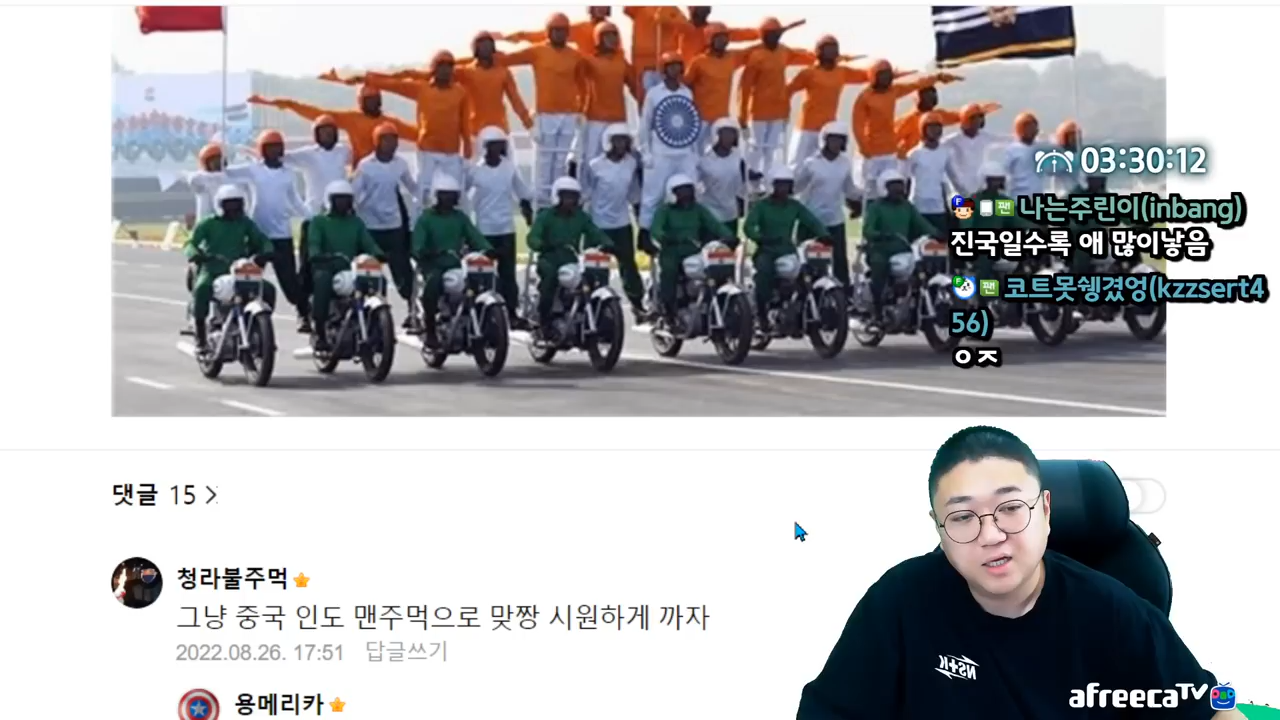 03:30:12
나는주린이(inbang)
진국일수록 애 많이낳음
코트못쉥겼엉(kzzsert4
56)
ㅇㅈ
댓글 15 >
청라불주먹
그냥 중국 인도 맨주먹으로 맞짱 시원하게 까자
2022.08.26. 17:51 답글쓰기
용메리카
afreecaTV